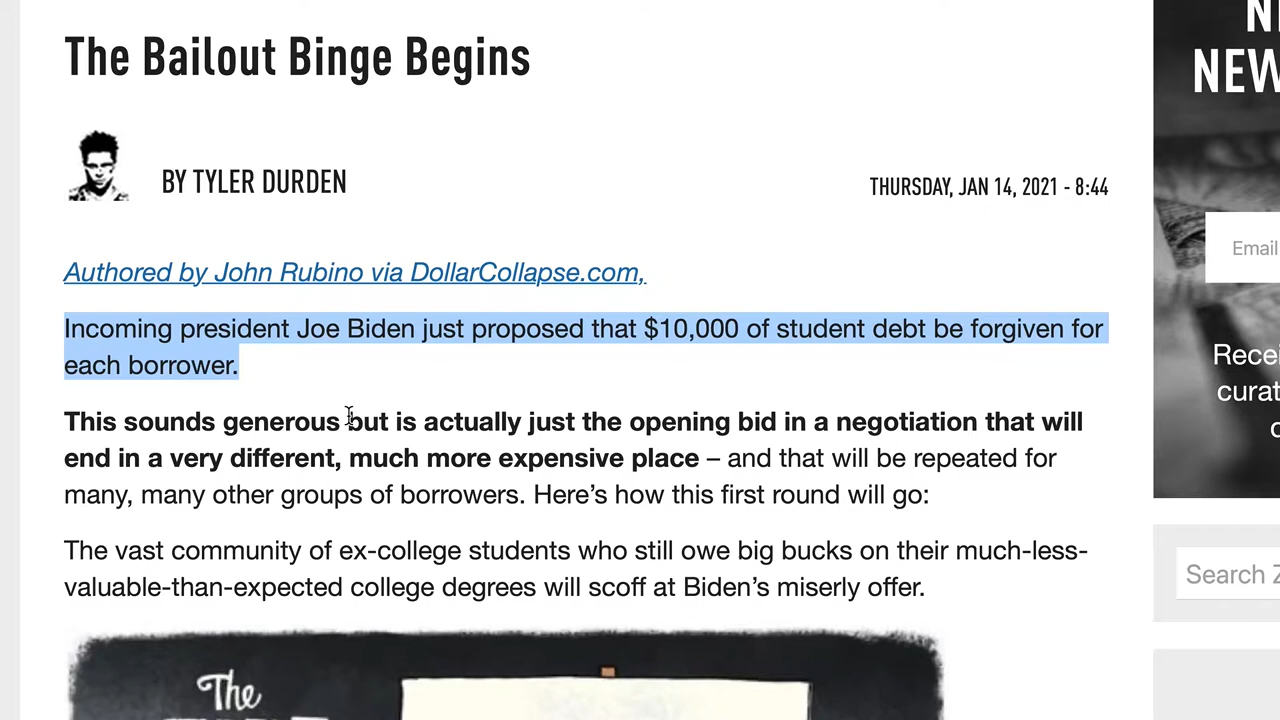 The Bailout Binge Begins
BY TYLER DURDEN
THURSDAY, JAN 14, 2021 - 8:44
Authored by John Rubino via DollarCollapse.com,
Incoming president Joe Biden just proposed that $10,000 of student debt be forgiven for
each borrower.
This sounds generous but is actually just the opening bid in a negotiation that will
end in a very different, much more expensive place – and that will be repeated for
many, many other groups of borrowers. Here’s how this first round will go:
The vast community of ex-college students who still owe big bucks on their much-less-
valuable-than-expected college degrees will scoff at Biden’s miserly offer.
The
NEW
Email
Search Z